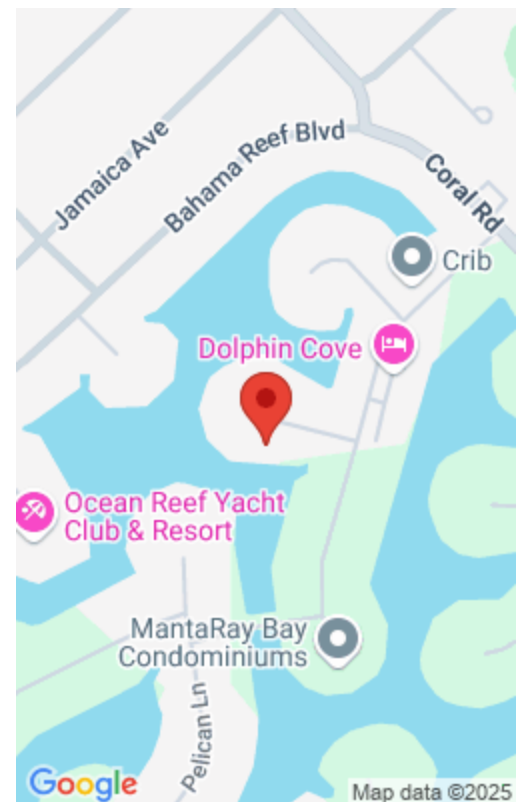 Jamaica Ave
Bahama Reef Blvd
Coral Rd
Crib
Dolphin Cove
Ocean Reef Yacht
Club & Resort
MantaRay Bay
Condominiums
Pelican Ln
Google
Map data ©2025